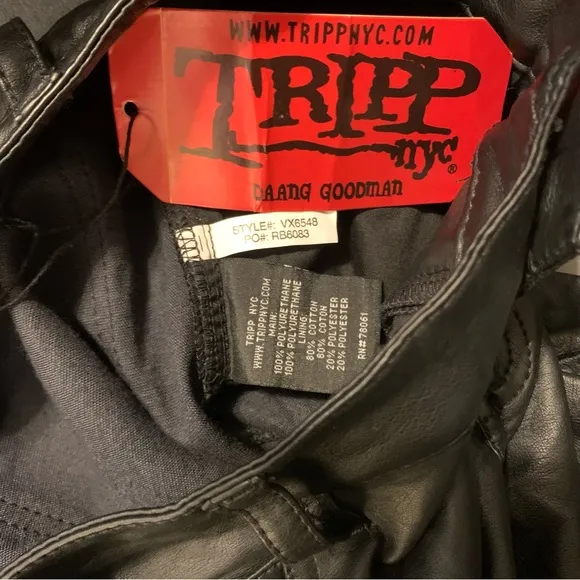 WWW.TRIPPNYC.COM
TRIPP
nyc®
DAANG GOODMAN
STYLE#: VX6548
PO#: RB6083
TRIPP NYC
WWW.TRIPPNYC.COM
MAIN:
100% POLYURETHANE
100% POLYURETHANE
LINING:
80% COTTON
80% COTTON
20% POLYESTER
20% POLYESTER
RN#78061